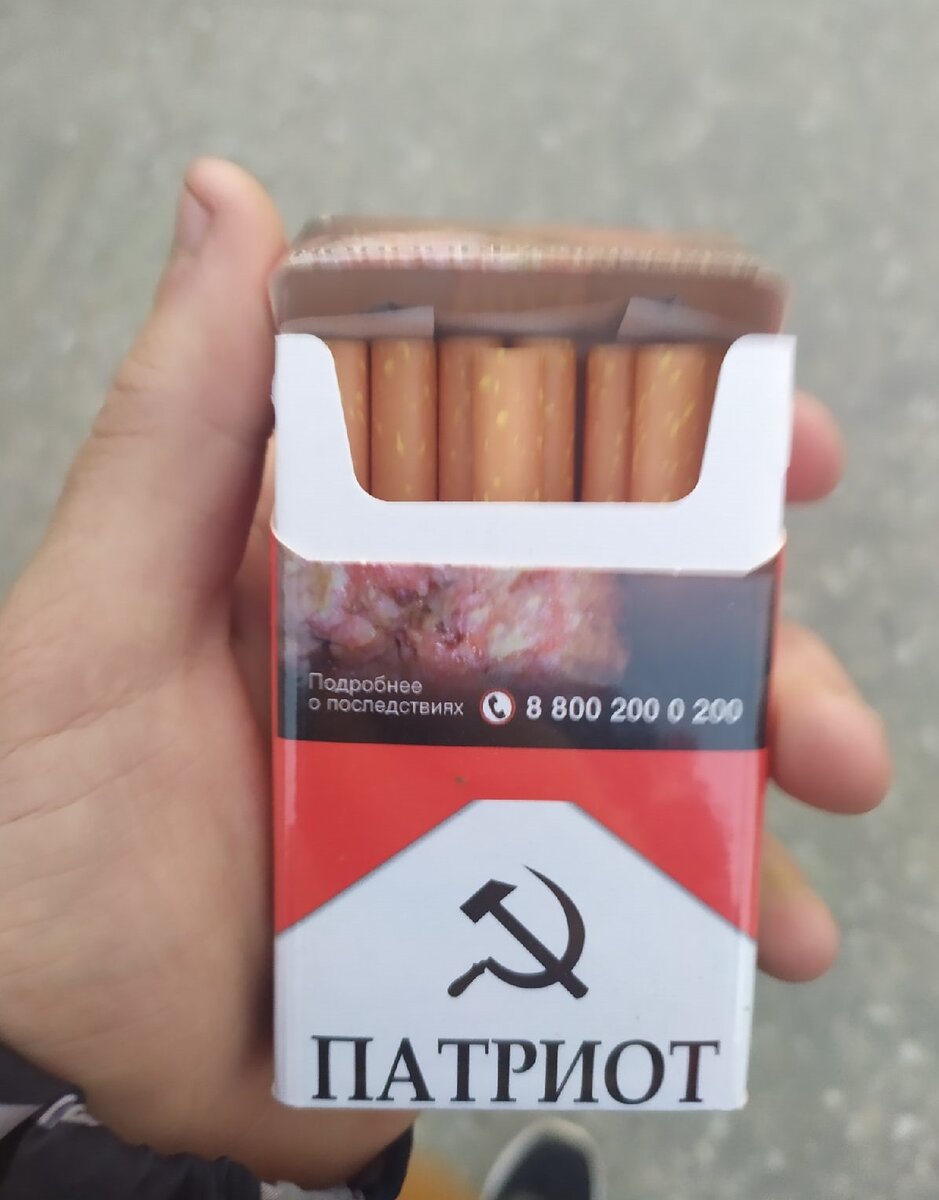 Подробнее
о последствиях 8 800 200 0 200
ПАТРИОТ